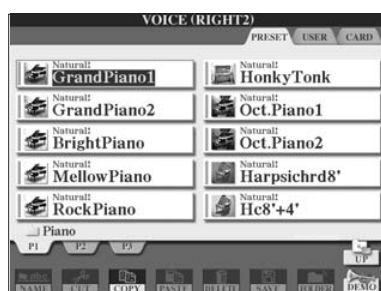 VOICE (RIGHT2)
PRESET USER CARD
Natural!
GrandPiano1
Natural!
GrandPiano2
Natural!
BrightPiano
Natural!
MellowPiano
Natural!
RockPiano
Natural!
HonkyTonk
Natural!
Oct.Piano1
Natural!
Oct.Piano2
Natural!
Harpsichrd8'
Natural!
Hc8'+4'
Piano
P1 P2 P3
UP
NAME CUT COPY PASTE DELETE SAVE FOLDER DEMO